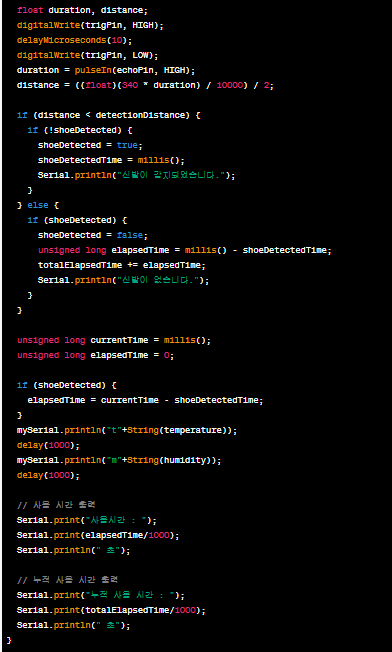 float duration, distance;
digitalWrite(trigPin, HIGH);
delayMicroseconds(10);
digitalWrite(trigPin, LOW);
duration = pulseIn(echoPin, HIGH);
distance = ((float)(340 * duration) / 10000) / 2;
if (distance < detectionDistance) {
if (!shoeDetected) {
shoeDetected = true;
shoeDetectedTime = millis();
Serial.println("신발이 감지되었습니다.");
}
} else {
if (shoeDetected) {
shoeDetected = false;
unsigned long elapsedTime = millis() - shoeDetectedTime;
totalElapsedTime += elapsedTime;
Serial.println("신발이 없습니다.");
}
}
unsigned long currentTime = millis();
unsigned long elapsedTime = 0;
if (shoeDetected) {
elapsedTime = currentTime - shoeDetectedTime;
}
mySerial.println("t"+String(temperature));
delay(1000);
mySerial.println("m"+String(humidity));
delay(1000);
// 사용 시간 출력
Serial.print("사용시간 : ");
Serial.print(elapsedTime/1000);
Serial.println(" 초");
// 누적 사용 시간 출력
Serial.print("누적 사용 시간 : ");
Serial.print(totalElapsedTime/1000);
Serial.println(" 초");
}